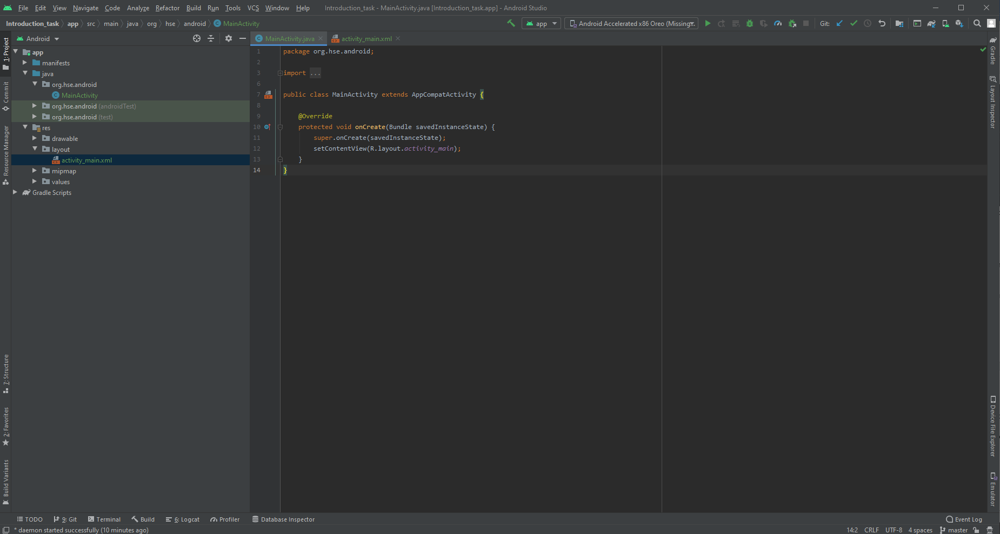 File Edit View Navigate Code Analyze Refactor Build Run Tools VCS Window Help Introduction_task - MainActivity.java [Introduction_task.app] - Android Studio
Introduction_task app src main java org hse android MainActivity app Android Accelerated x86 Oreo (Missing Git:
Android
MainActivity.java activity_main.xml
1: Project
Commit
Resource Manager
7: Structure
2: Favorites
Build Variants
app
manifests
java
org.hse.android
MainActivity
org.hse.android (androidTest)
org.hse.android (test)
res
drawable
layout
activity_main.xml
mipmap
values
Gradle Scripts
1 package org.hse.android;
2
3 import ...
6
7 public class MainActivity extends AppCompatActivity {
8
9 @Override
10 protected void onCreate(Bundle savedInstanceState) {
11 super.onCreate(savedInstanceState);
12 setContentView(R.layout.activity_main);
13 }
14 }
Gradle
Layout Inspector
Device File Explorer
Emulator
TODO 9: Git Terminal Build 6: Logcat Profiler Database Inspector Event Log
* daemon started successfully (10 minutes ago) 14:2 CRLF UTF-8 4 spaces master